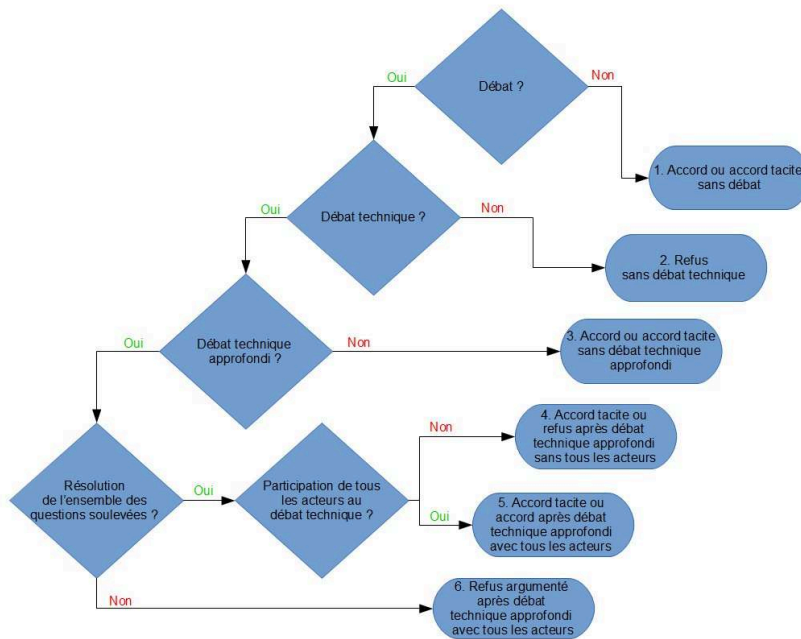 Débat ?
Oui
Non
1. Accord ou accord tacite
sans débat
Débat technique ?
Oui
Non
2. Refus
sans débat technique
Débat technique
approfondi ?
Oui
Non
3. Accord ou accord tacite
sans débat technique
approfondi
Résolution
de l'ensemble des
questions soulevées ?
Oui
Participation de tous
les acteurs au
débat technique ?
Non
4. Accord tacite ou
refus après débat
technique approfondi
sans tous les acteurs
Oui
5. Accord tacite ou
accord après débat
technique approfondi
avec tous les acteurs
Non
6. Refus argumenté
après débat
technique approfondi
avec tous les acteurs